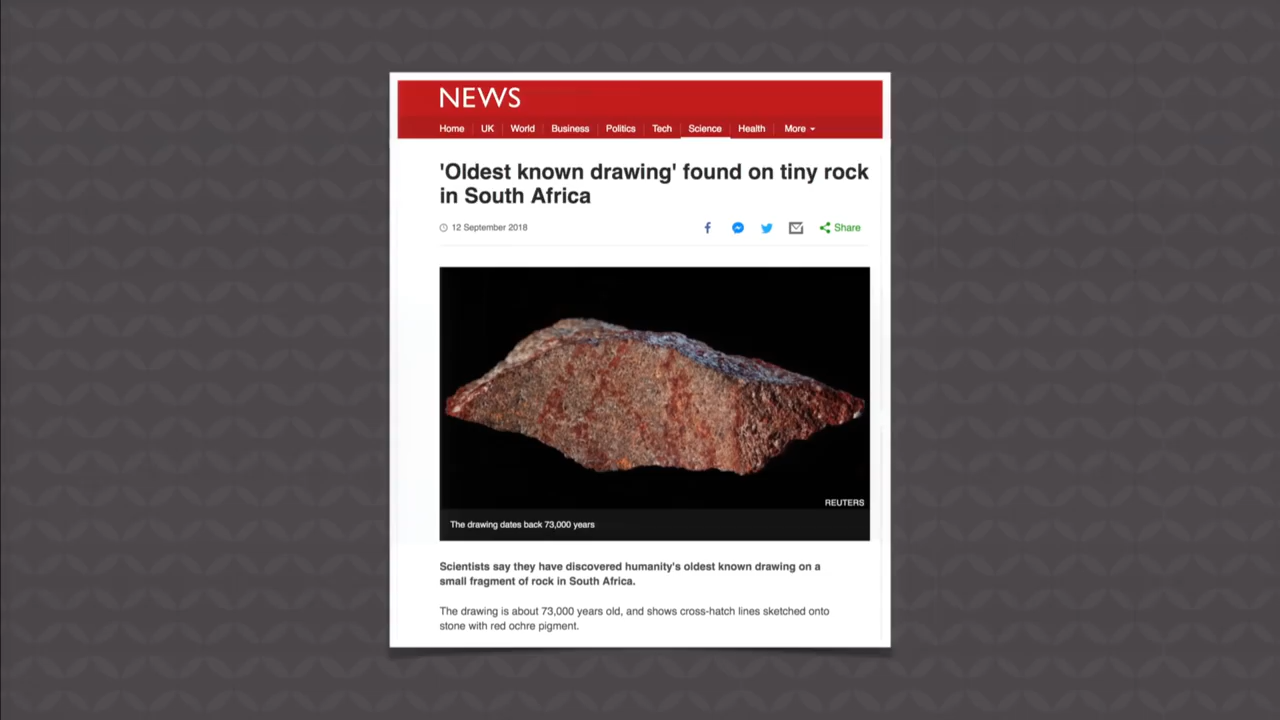 NEWS
Home UK World Business Politics Tech Science Health More
'Oldest known drawing' found on tiny rock
in South Africa
12 September 2018 f Share
REUTERS
The drawing dates back 73,000 years
Scientists say they have discovered humanity's oldest known drawing on a
small fragment of rock in South Africa.
The drawing is about 73,000 years old, and shows cross-hatch lines sketched onto
stone with red ochre pigment.